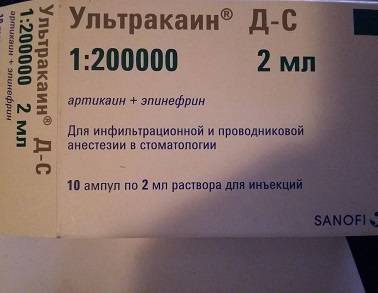 Ультракаин® Д-С
1:200000 2 мл
артикаин + эпинефрин
Для инфильтрационной и проводниковой
анестезии в стоматологии
10 ампул по 2 мл раствора для инъекций
SANOFI
Ультракаин® Д-С
1:200000 2 мл
артикаин + эпинефрин
10